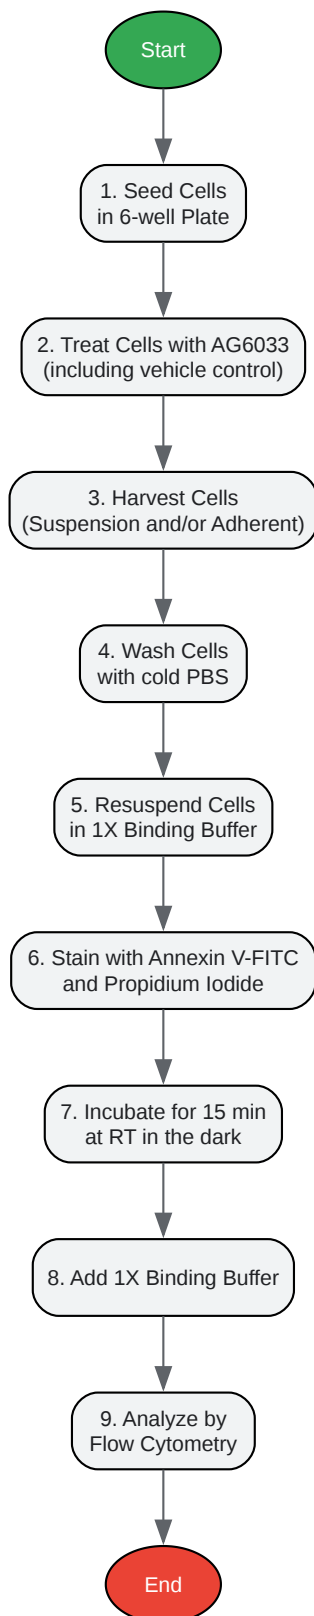 Start
1. Seed Cells
in 6-well Plate
2. Treat Cells with AG6033
(including vehicle control)
3. Harvest Cells
(Suspension and/or Adherent)
4. Wash Cells
with cold PBS
5. Resuspend Cells
in 1X Binding Buffer
6. Stain with Annexin V-FITC
and Propidium Iodide
7. Incubate for 15 min
at RT in the dark
8. Add 1X Binding Buffer
9. Analyze by
Flow Cytometry
End